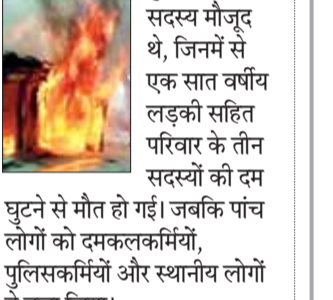 सदस्य मौजूद
थे, जिनमें से
एक सात वर्षीय
लड़की सहित
परिवार के तीन
सदस्यों की दम
घुटने से मौत हो गई। जबकि पांच
लोगों को दमकलकर्मियों,
पुलिसकर्मियों और स्थानीय लोगों